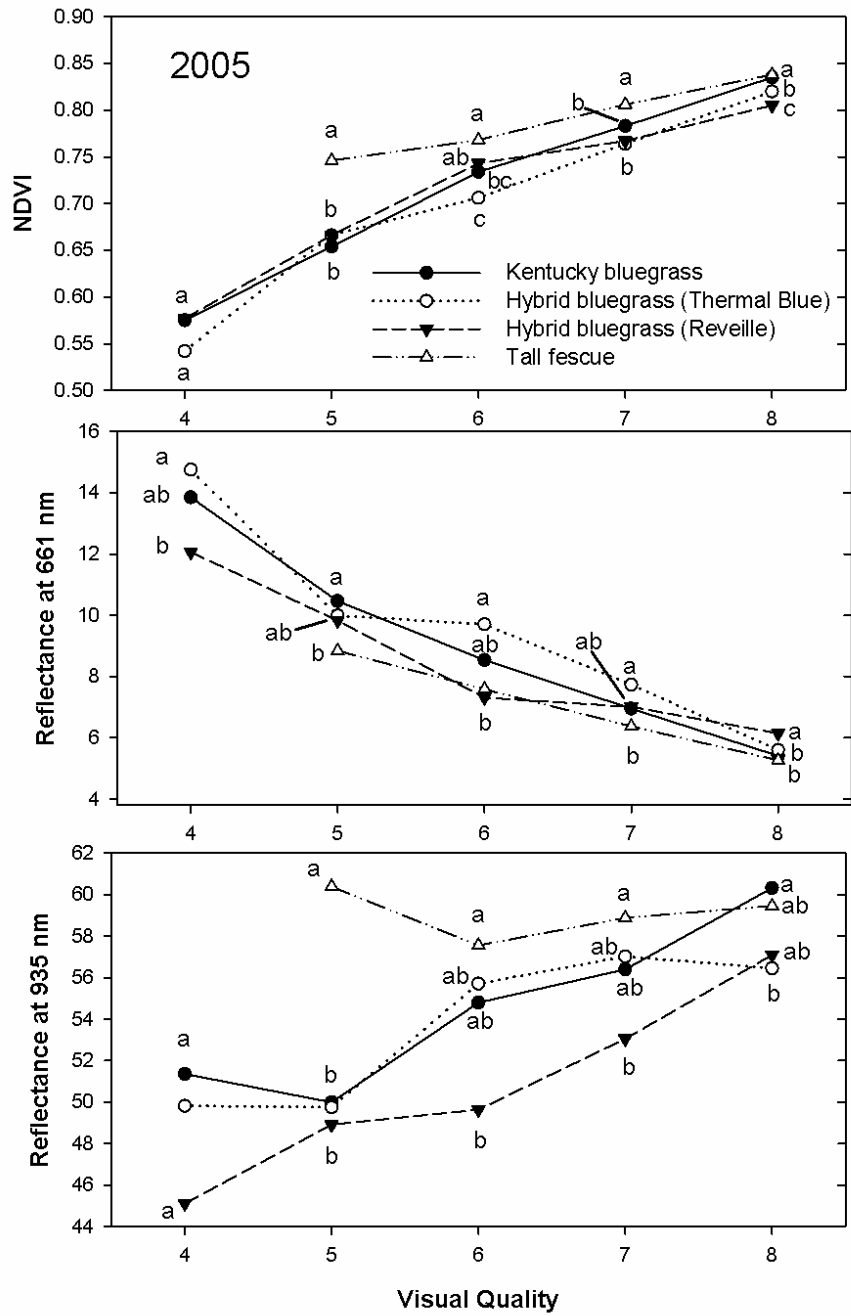 2005
NDVI
0.90
0.85
0.80
0.75
0.70
0.65
0.60
0.55
0.50
a
a
a
b
b
a
ab
bc
c
a
b
b
a
b
c
Kentucky bluegrass
Hybrid bluegrass (Thermal Blue)
Hybrid bluegrass (Reveille)
Tall fescue
4 5 6 7 8
Reflectance at 661 nm
16
14
12
10
8
6
4
a
ab
b
a
ab
b
a
ab
b
ab
a
b
a
b
b
4 5 6 7 8
Reflectance at 935 nm
62
60
58
56
54
52
50
48
46
44
a
a
a
b
b
a
ab
ab
b
a
ab
ab
b
a
ab
ab
b
4 5 6 7 8
Visual Quality